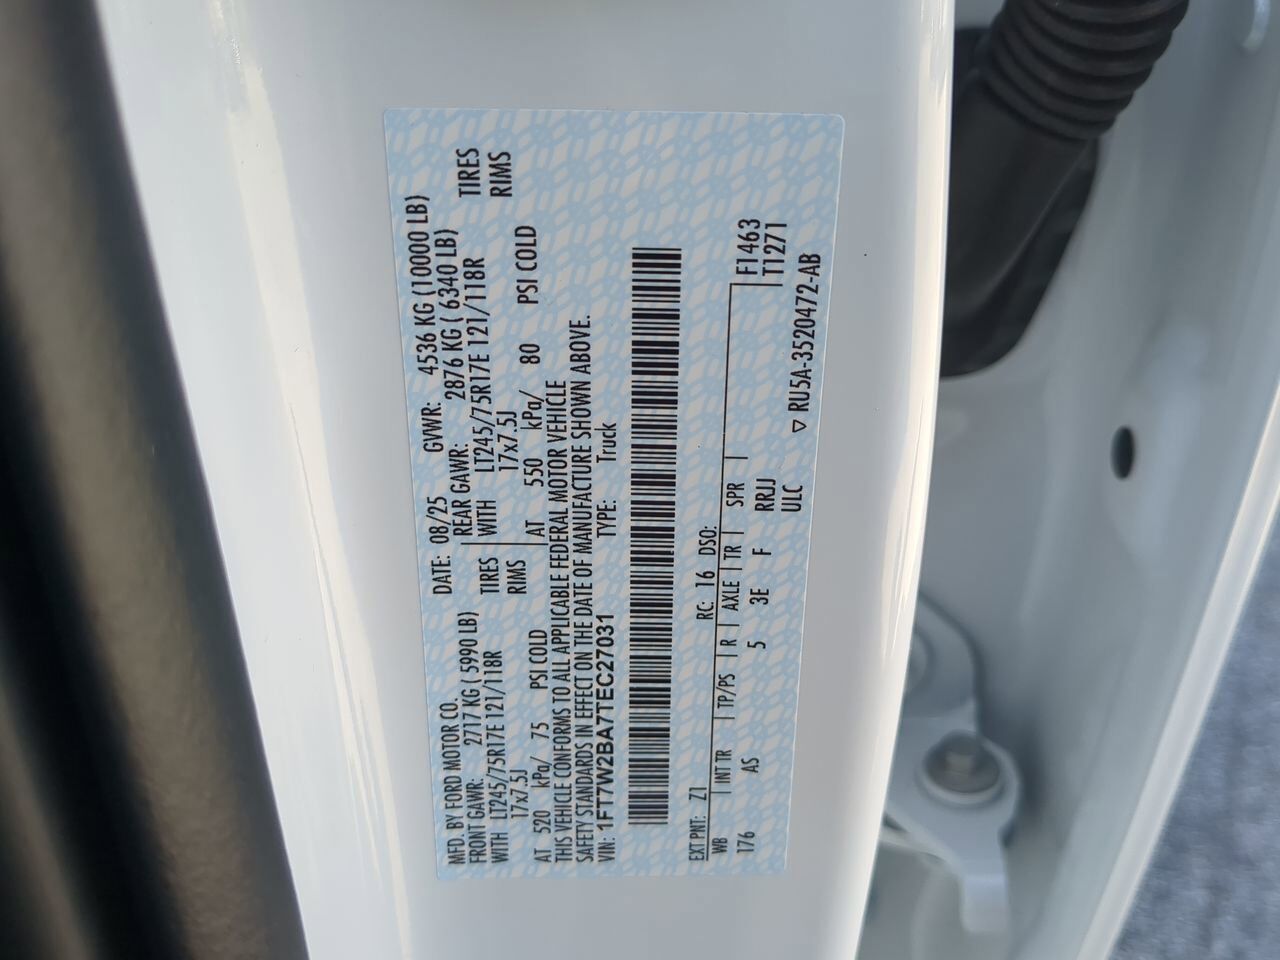 MFD. BY FORD MOTOR CO. DATE: 08/25 GVWR: 4536 KG (10000 LB)
FRONT GAWR: 2717 KG ( 5990 LB) REAR GAWR: 2876 KG ( 6340 LB)
WITH LT245/75R17E 121/118R TIRES WITH LT245/75R17E 121/118R TIRES
17x7.5J RIMS 17x7.5J RIMS
AT 520 kPa/ 75 PSI COLD AT 550 kPa/ 80 PSI COLD
THIS VEHICLE CONFORMS TO ALL APPLICABLE FEDERAL MOTOR VEHICLE
SAFETY STANDARDS IN EFFECT ON THE DATE OF MANUFACTURE SHOWN ABOVE.
VIN: 1FT7W2BA7TEC27031 TYPE: Truck
EXT PNT: Z1 RC: 16 DSO:
WB | INT TR | TP/PS | R | AXLE | TR | SPR | F1463
176 AS 5 3E F RRJJ T1271
ULC
▽ RU5A-3520472-AB